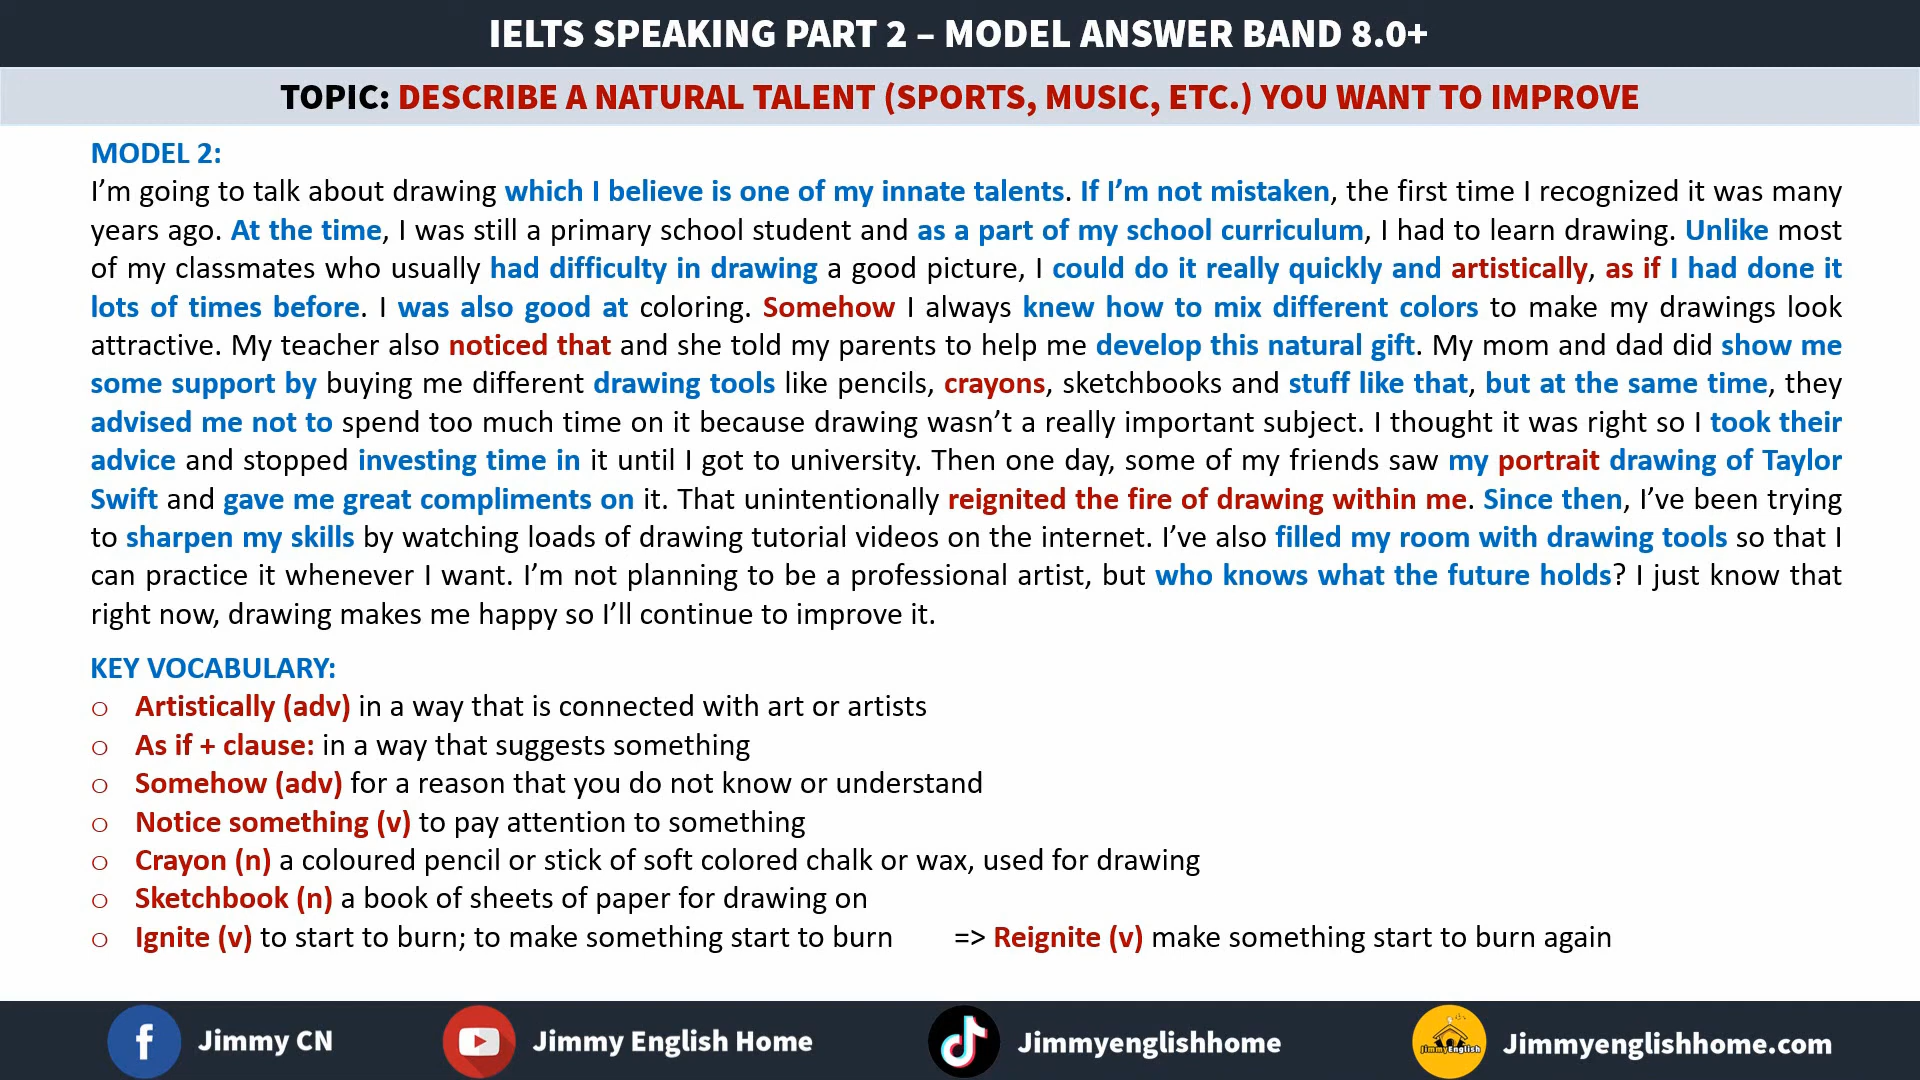 IELTS SPEAKING PART 2 – MODEL ANSWER BAND 8.0+
TOPIC: DESCRIBE A NATURAL TALENT (SPORTS, MUSIC, ETC.) YOU WANT TO IMPROVE
MODEL 2:
I'm going to talk about drawing which I believe is one of my innate talents. If I'm not mistaken, the first time I recognized it was many
years ago. At the time, I was still a primary school student and as a part of my school curriculum, I had to learn drawing. Unlike most
of my classmates who usually had difficulty in drawing a good picture, I could do it really quickly and artistically, as if I had done it
lots of times before. I was also good at coloring. Somehow I always knew how to mix different colors to make my drawings look
attractive. My teacher also noticed that and she told my parents to help me develop this natural gift. My mom and dad did show me
some support by buying me different drawing tools like pencils, crayons, sketchbooks and stuff like that, but at the same time, they
advised me not to spend too much time on it because drawing wasn't a really important subject. I thought it was right so I took their
advice and stopped investing time in it until I got to university. Then one day, some of my friends saw my portrait drawing of Taylor
Swift and gave me great compliments on it. That unintentionally reignited the fire of drawing within me. Since then, I've been trying
to sharpen my skills by watching loads of drawing tutorial videos on the internet. I've also filled my room with drawing tools so that I
can practice it whenever I want. I'm not planning to be a professional artist, but who knows what the future holds? I just know that
right now, drawing makes me happy so I'll continue to improve it.
KEY VOCABULARY:
o Artistically (adv) in a way that is connected with art or artists
o As if + clause: in a way that suggests something
o Somehow (adv) for a reason that you do not know or understand
o Notice something (v) to pay attention to something
o Crayon (n) a coloured pencil or stick of soft colored chalk or wax, used for drawing
o Sketchbook (n) a book of sheets of paper for drawing on
o Ignite (v) to start to burn; to make something start to burn => Reignite (v) make something start to burn again
Jimmy CN Jimmy English Home Jimmyenglishhome JimmyEnglish Jimmyenglishhome.com